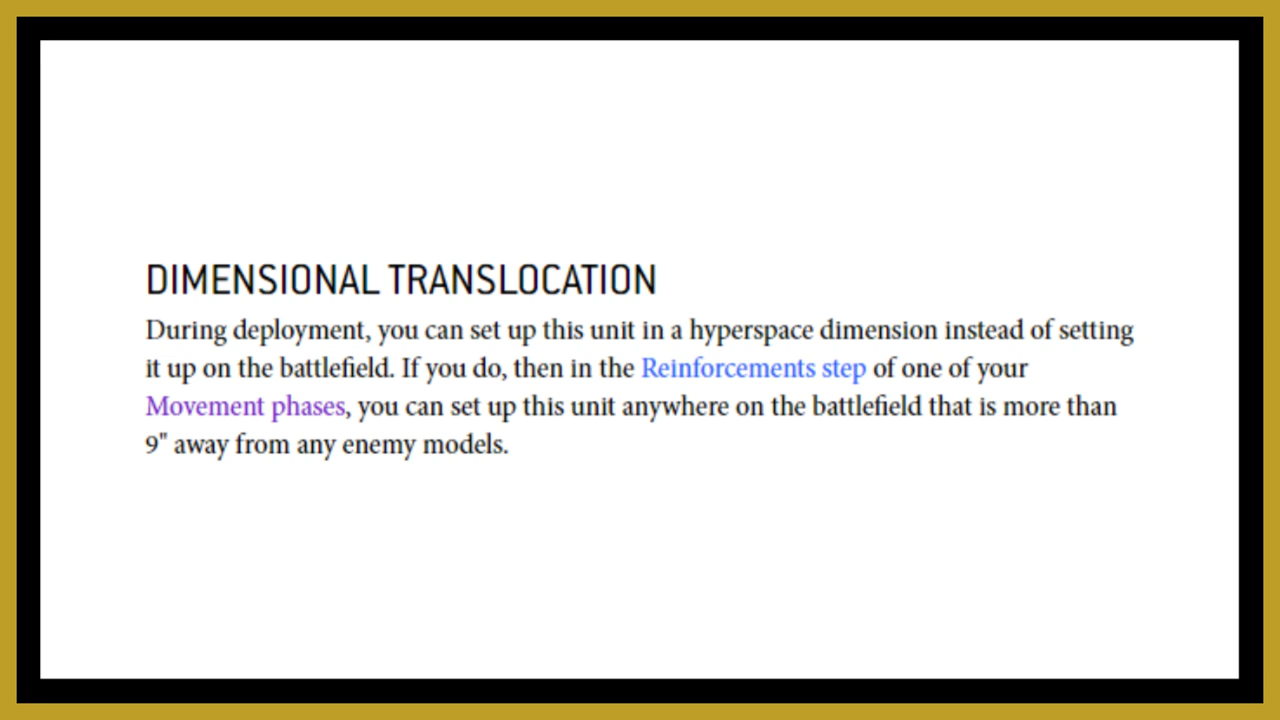 DIMENSIONAL TRANSLOCATION
During deployment, you can set up this unit in a hyperspace dimension instead of setting
it up on the battlefield. If you do, then in the Reinforcements step of one of your
Movement phases, you can set up this unit anywhere on the battlefield that is more than
9" away from any enemy models.